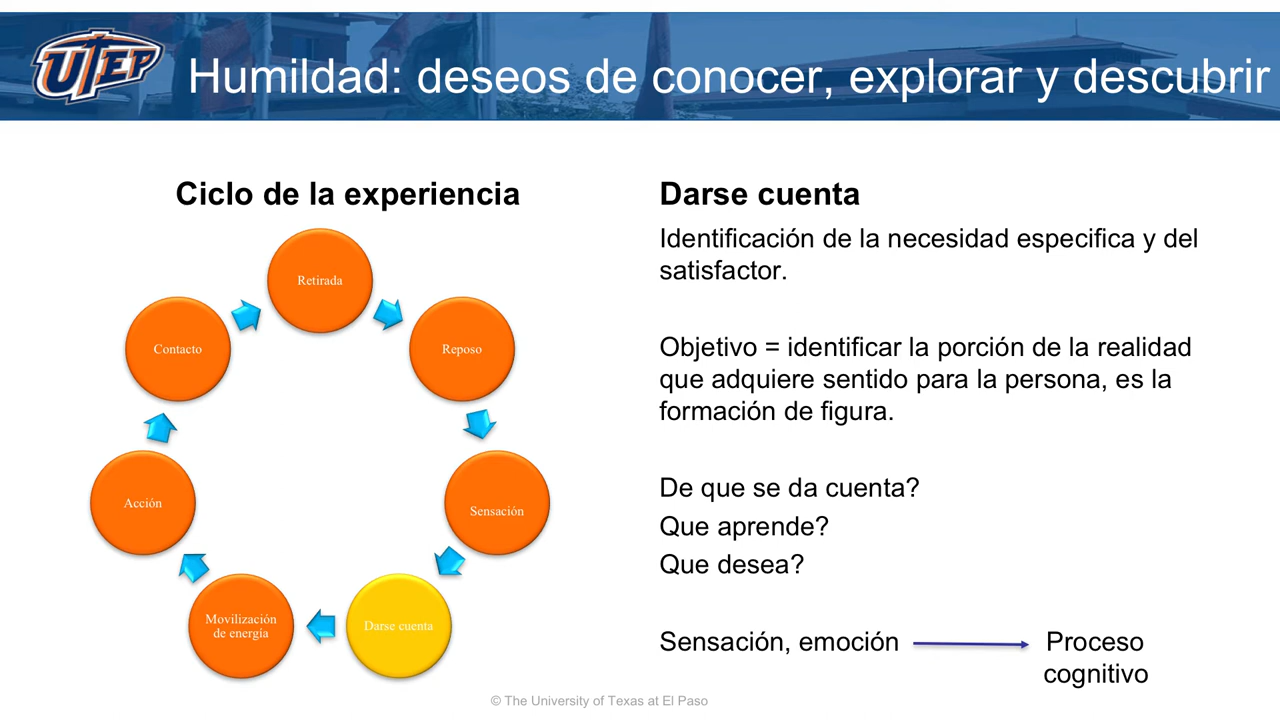 UTEP
Humildad: deseos de conocer, explorar y descubrir
Ciclo de la experiencia
Retirada
Reposo
Sensación
Darse cuenta
Movilización
de energía
Acción
Contacto
Darse cuenta
Identificación de la necesidad especifica y del
satisfactor.
Objetivo = identificar la porción de la realidad
que adquiere sentido para la persona, es la
formación de figura.
De que se da cuenta?
Que aprende?
Que desea?
Sensación, emoción Proceso
cognitivo
© The University of Texas at El Paso